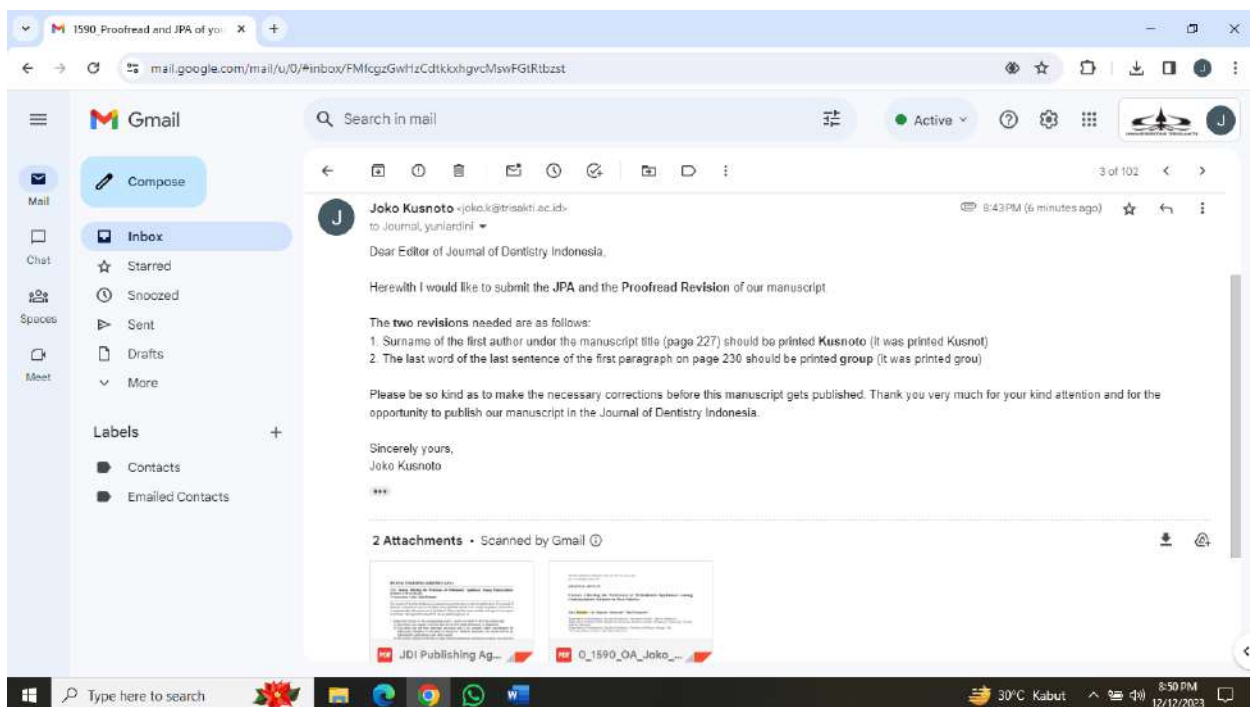 1590_Proofread and JPA of you
mail.google.com/mail/u/0/#inbox/FMfcgzGwHzCdtkkxhgvcMswFGtRtbzst
Gmail
Search in mail
Active
J
Mail
Chat
Spaces
Meet
Compose
Inbox
Starred
Snoozed
Sent
Drafts
More
Labels
Contacts
Emailed Contacts
3 of 102
J
Joko Kusnoto <joko.k@trisakti.ac.id>
8:43 PM (6 minutes ago)
to Journal, yuniardini
Dear Editor of Journal of Dentistry Indonesia,
Herewith I would like to submit the JPA and the Proofread Revision of our manuscript
The two revisions needed are as follows:
1. Surname of the first author under the manuscript title (page 227) should be printed Kusnoto (it was printed Kusnot)
2. The last word of the last sentence of the first paragraph on page 230 should be printed group (it was printed grou)
Please be so kind as to make the necessary corrections before this manuscript gets published. Thank you very much for your kind attention and for the
opportunity to publish our manuscript in the Journal of Dentistry Indonesia.
Sincerely yours,
Joko Kusnoto
2 Attachments • Scanned by Gmail
PDF JDI Publishing Ag...
PDF 0_1590_OA_Joko_...
Type here to search
30°C Kabut
8:50 PM
12/12/2023